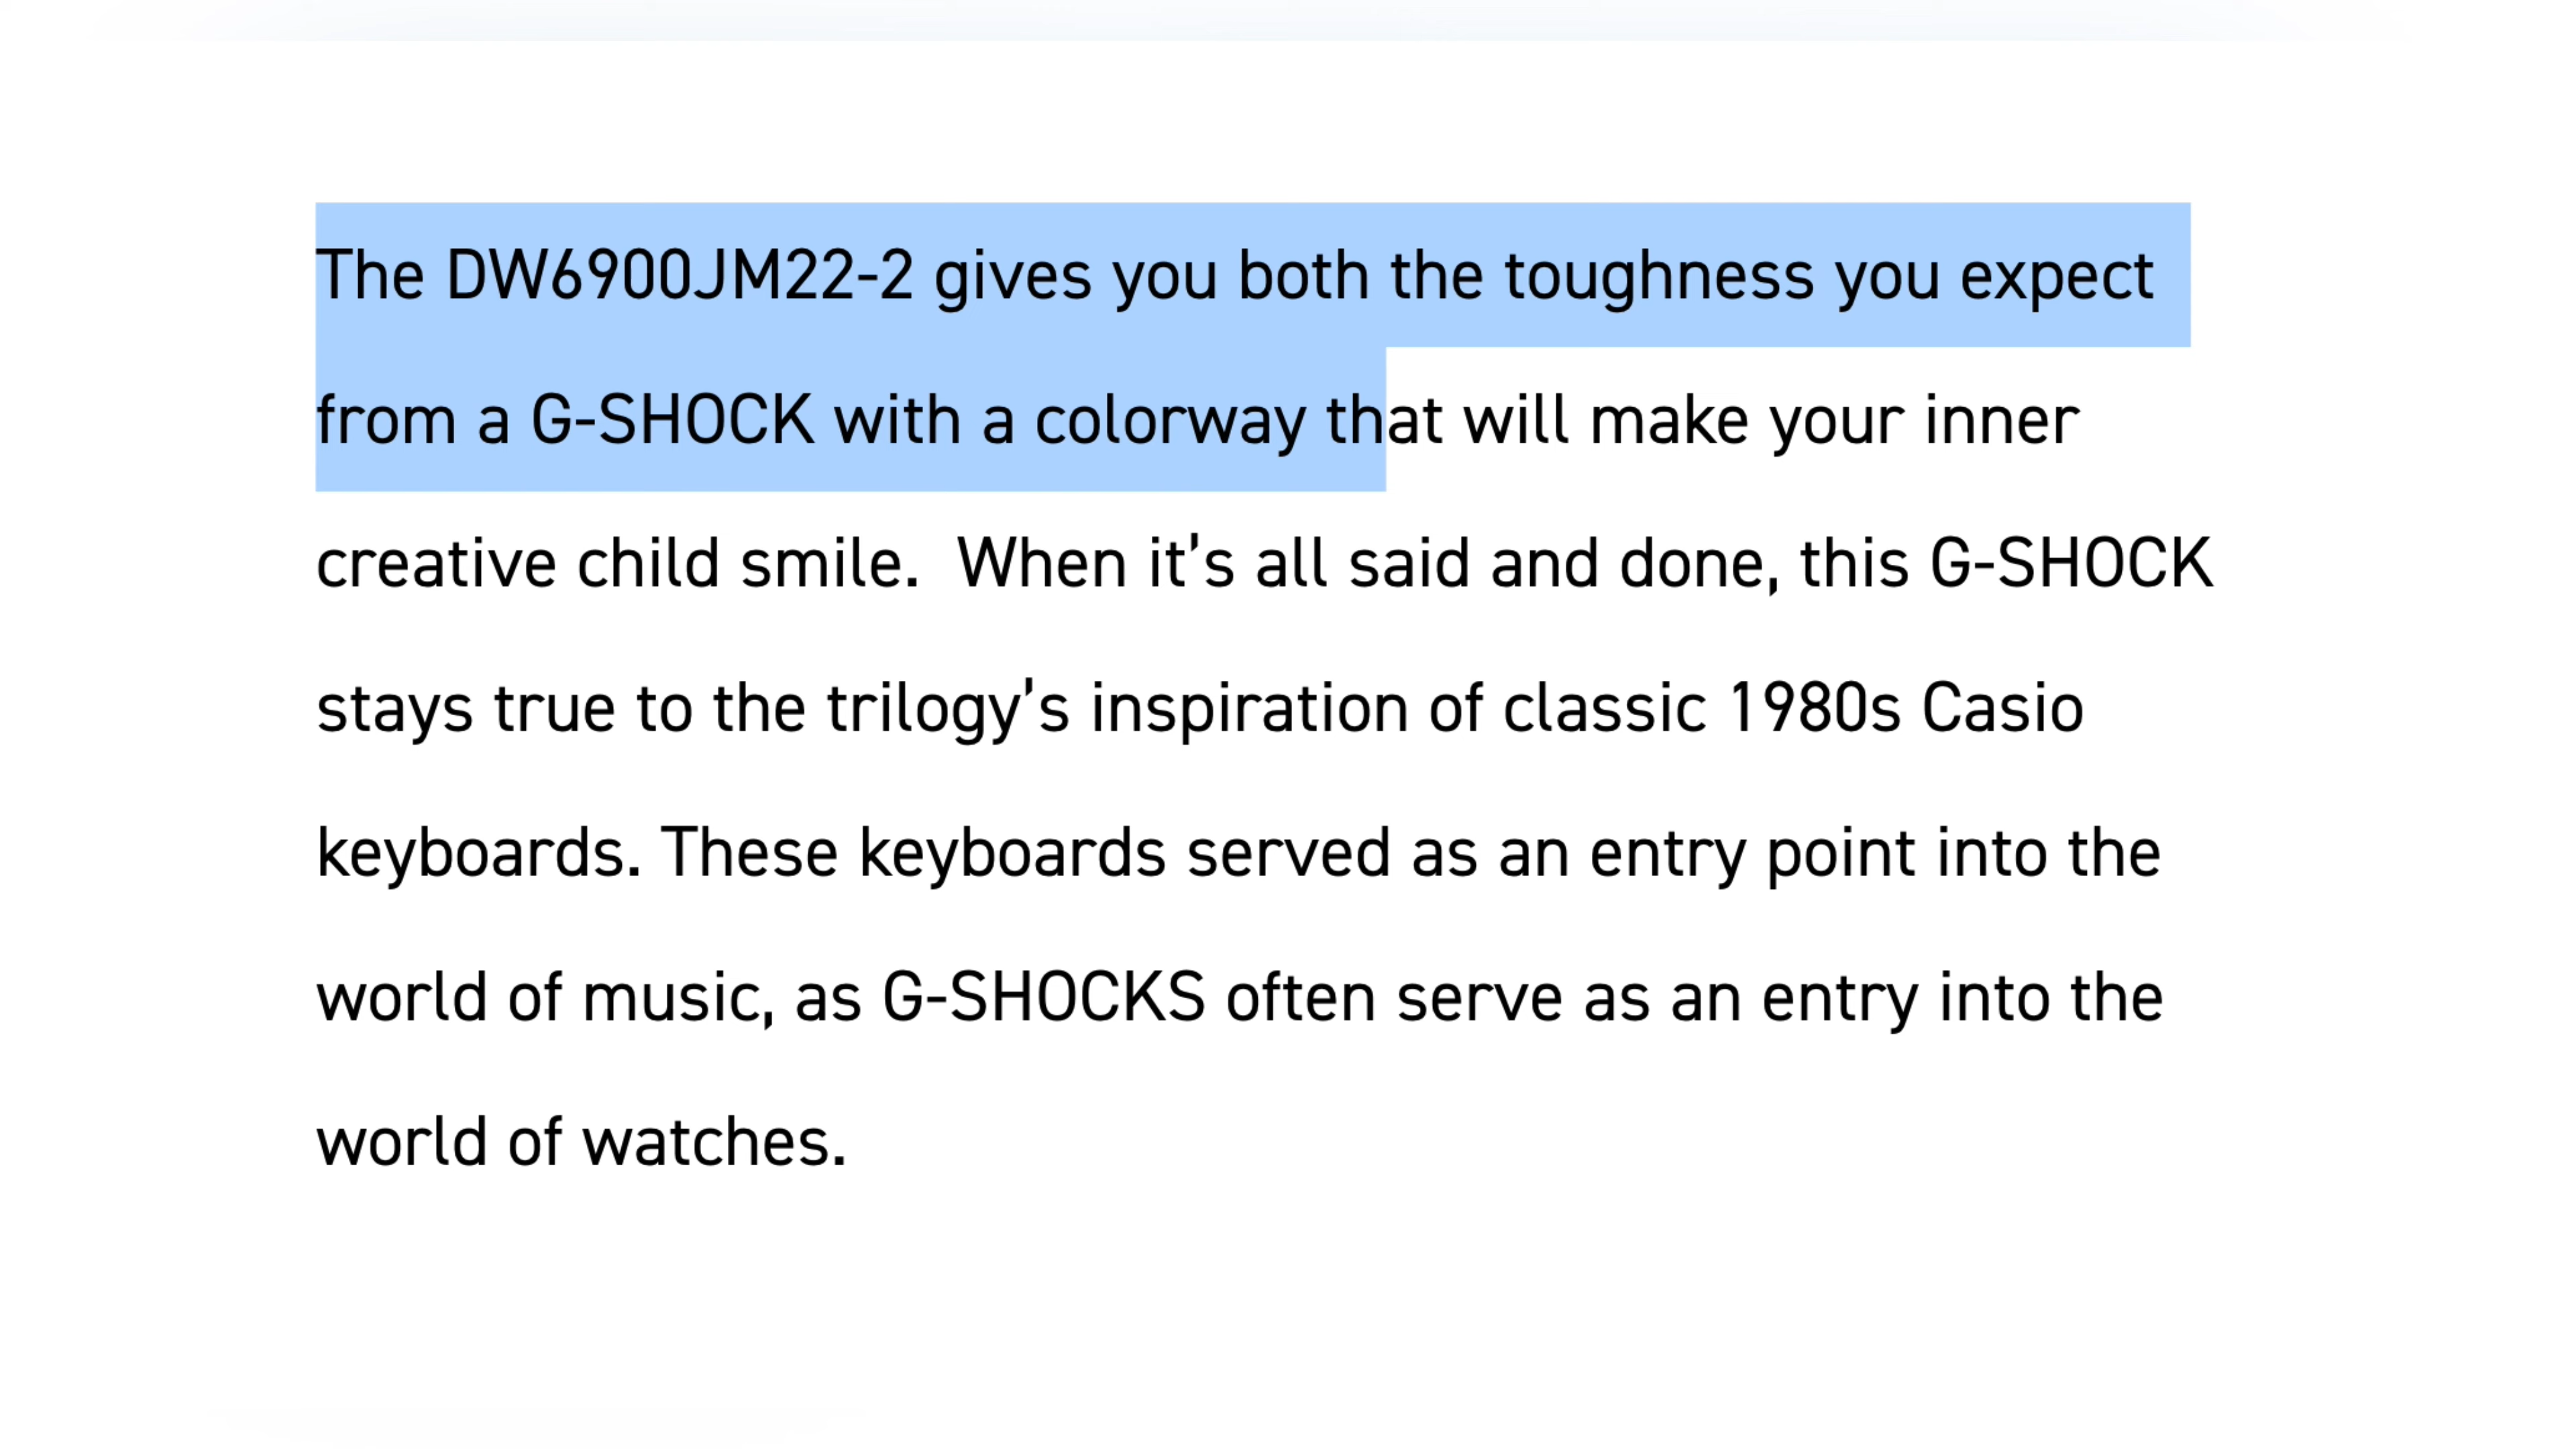 The DW6900JM22-2 gives you both the toughness you expect
from a G-SHOCK with a colorway that will make your inner
creative child smile.  When it’s all said and done, this G-SHOCK
stays true to the trilogy’s inspiration of classic 1980s Casio
keyboards. These keyboards served as an entry point into the
world of music, as G-SHOCKS often serve as an entry into the
world of watches.